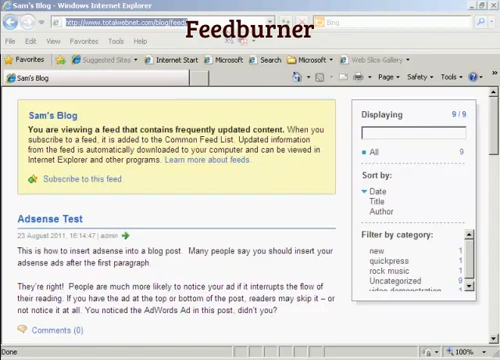 Sam's Blog - Windows Internet Explorer
Feedburner
http://www.totalwebnet.com/blog/feed/
Bing
File Edit View Favorites Tools Help
Favorites Suggested Sites Internet Start Microsoft Search Microsoft Web Slice Gallery
Sam's Blog
Page Safety Tools
Sam's Blog
You are viewing a feed that contains frequently updated content. When you
subscribe to a feed, it is added to the Common Feed List. Updated information
from the feed is automatically downloaded to your computer and can be viewed in
Internet Explorer and other programs. Learn more about feeds.
Subscribe to this feed
Displaying 9 / 9
All 9
Sort by:
Date
Title
Author
Filter by category:
new 1
quickpress 1
rock music 1
Uncategorized 9
video demonstration 1
Adsense Test
23 August 2011, 16:14:47 | admin
This is how to insert adsense into a blog post. Many people say you should insert your
adsense ads after the first paragraph.
They're right! People are much more likely to notice your ad if it interrupts the flow of
their reading. If you have the ad at the top or bottom of the post, readers may skip it – or
not notice it at all. You noticed the AdWords Ad in this post, didn't you?
Comments (0)
Done
Internet
100%